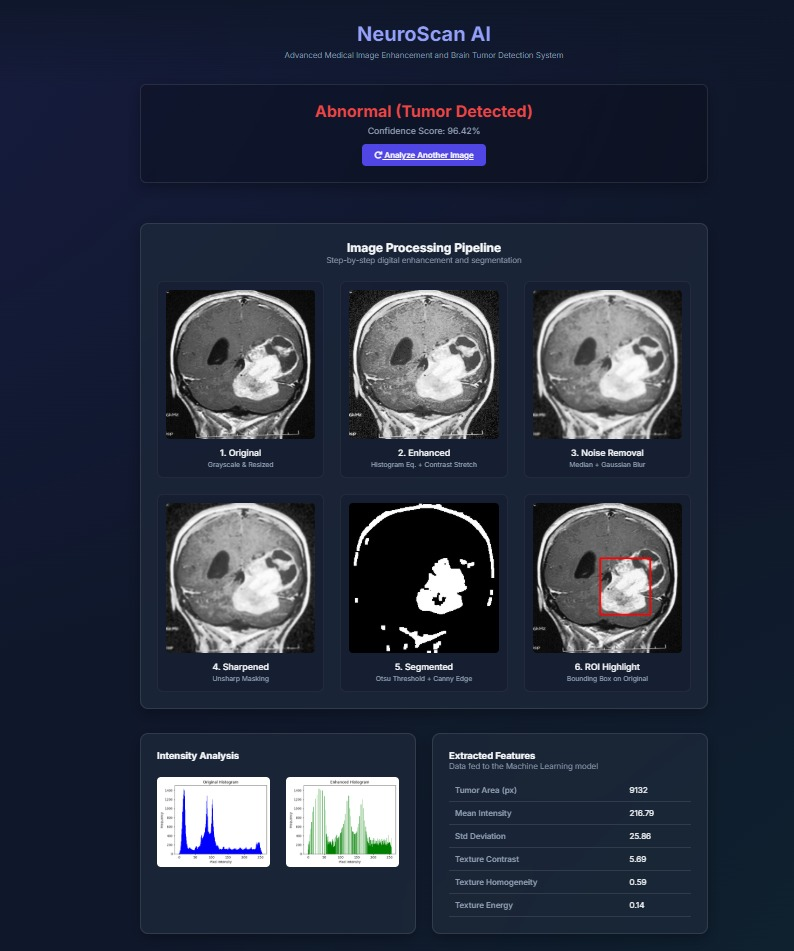 NeuroScan AI
Advanced Medical Image Enhancement and Brain Tumor Detection System
Abnormal (Tumor Detected)
Confidence Score: 96.42%
Analyze Another Image
Image Processing Pipeline
Step-by-step digital enhancement and segmentation
1. Original
Grayscale & Resized
2. Enhanced
Histogram Eq. + Contrast Stretch
3. Noise Removal
Median + Gaussian Blur
4. Sharpened
Unsharp Masking
5. Segmented
Otsu Threshold + Canny Edge
6. ROI Highlight
Bounding Box on Original
Intensity Analysis
Original Histogram
Enhanced Histogram
Extracted Features
Data fed to the Machine Learning model
Tumor Area (px) 9132
Mean Intensity 216.79
Std Deviation 25.86
Texture Contrast 5.69
Texture Homogeneity 0.59
Texture Energy 0.14